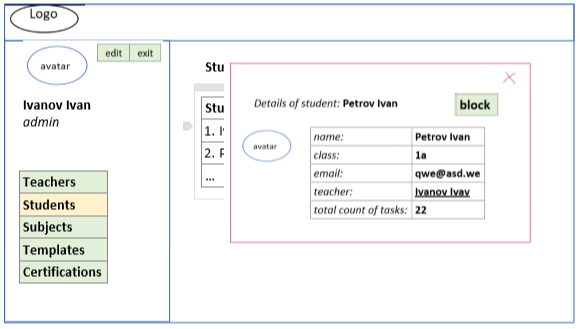 Logo
edit exit
avatar
Ivanov Ivan
admin
Teachers
Students
Subjects
Templates
Certifications
Stu
Stu
1. I
2. F
...
Details of student: Petrov Ivan
block
avatar
name: Petrov Ivan
class: 1a
email: qwe@asd.we
teacher: Ivanov Ivav
total count of tasks: 22